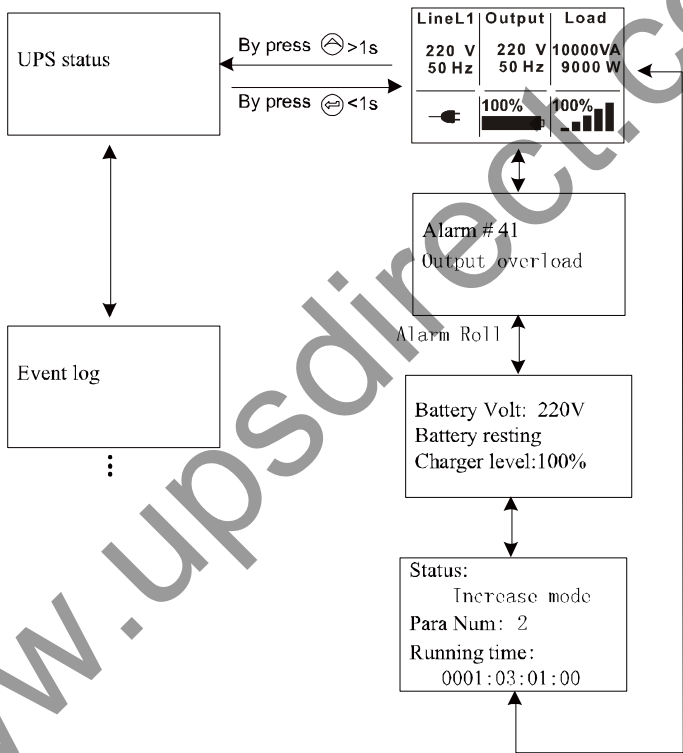 UPS status
By press >1s
By press <1s
LineL1 Output Load
220 V 220 V 10000VA
50 Hz 50 Hz 9000 W
100% 100%
Alarm # 41
Output overload
Alarm Roll
Event log
Battery Volt: 220V
Battery resting
Charger level:100%
Status:
Increase mode
Para Num: 2
Running time:
0001:03:01:00
www.upsdirect.co